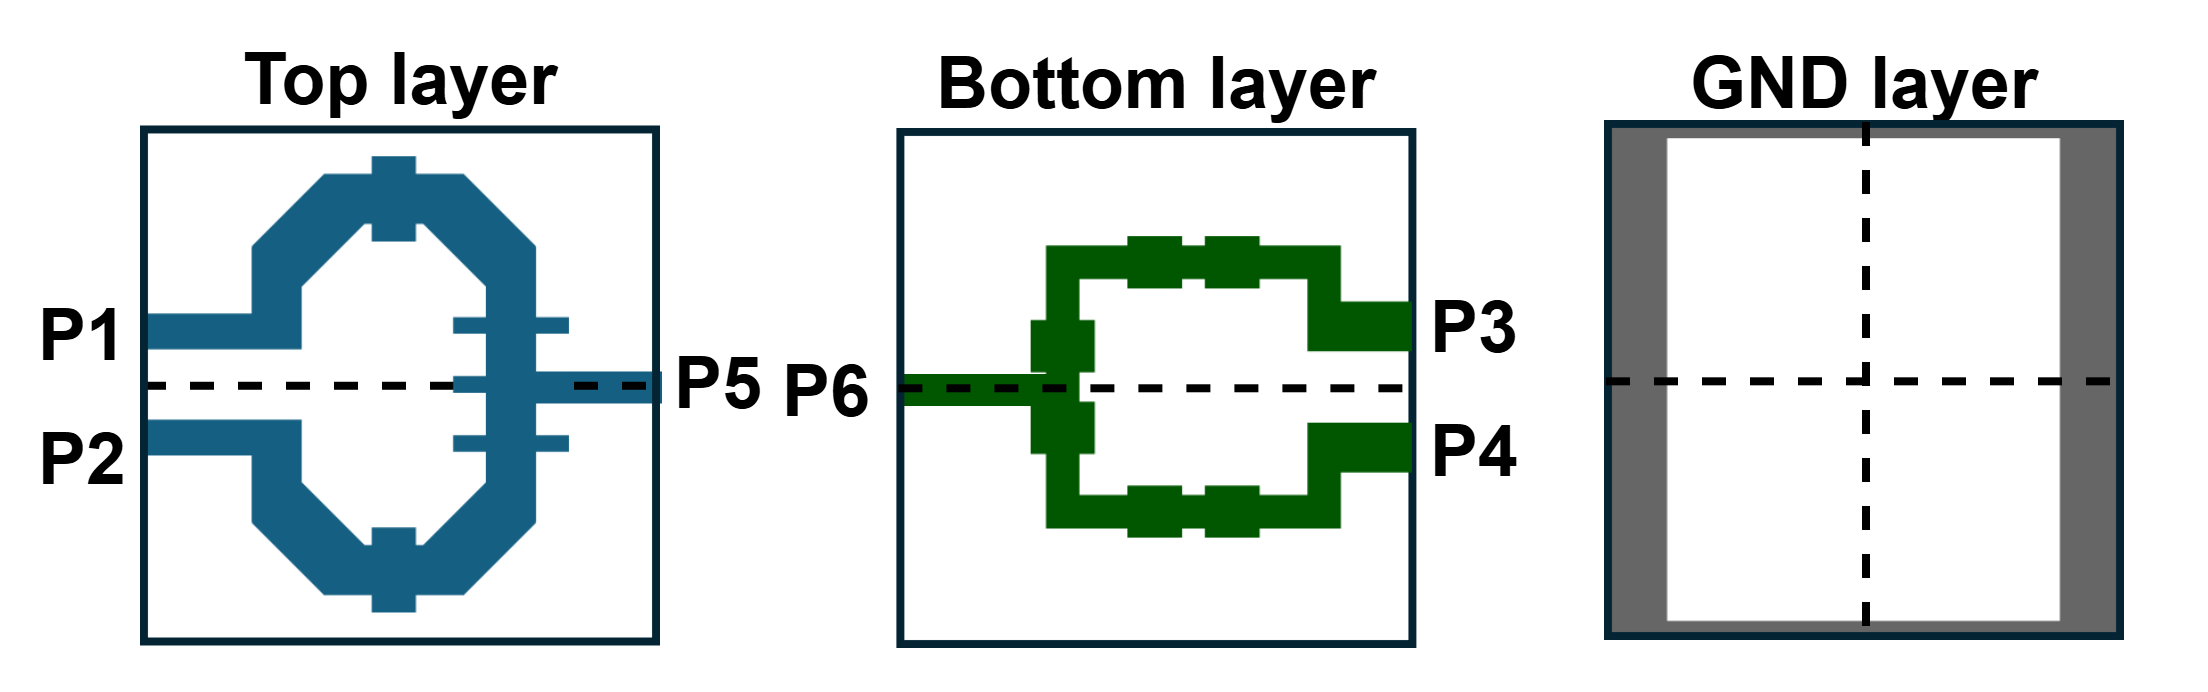 Top layer
Bottom layer
GND layer
P1
P2
P5
P6
P3
P4